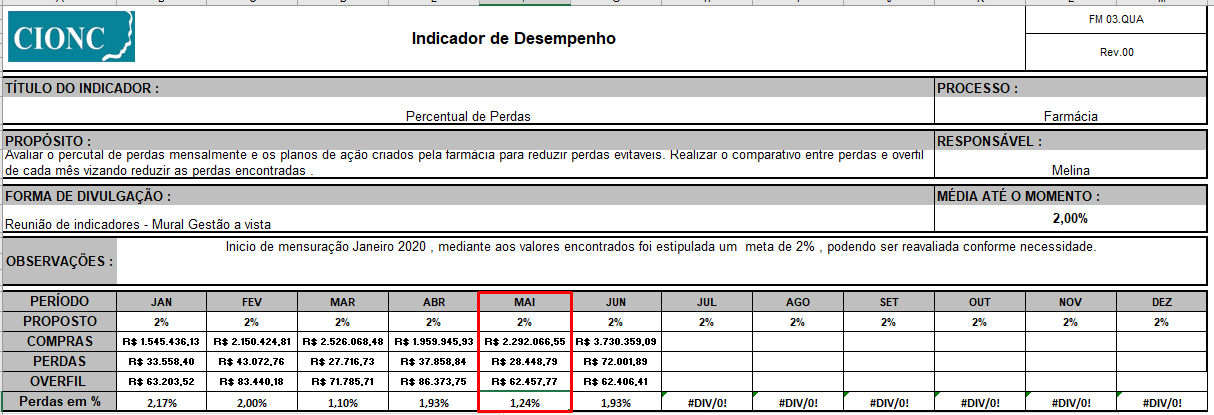 CIONC
Indicador de Desempenho
FM 03.QUA
Rev.00
TÍTULO DO INDICADOR :
PROCESSO :
Percentual de Perdas
Farmácia
PROPÓSITO :
RESPONSÁVEL :
Avaliar o percutal de perdas mensalmente e os planos de ação criados pela farmácia para reduzir perdas evitáveis. Realizar o comparativo entre perdas e overfil
de cada mês vizando reduzir as perdas encontradas .
Melina
FORMA DE DIVULGAÇÃO :
MÉDIA ATÉ O MOMENTO :
Reunião de indicadores - Mural Gestão a vista
2,00%
OBSERVAÇÕES :
Inicio de mensuração Janeiro 2020 , mediante aos valores encontrados foi estipulada um meta de 2% , podendo ser reavaliada conforme necessidade.
PERÍODO JAN FEV MAR ABR MAI JUN JUL AGO SET OUT NOV DEZ
PROPOSTO 2% 2% 2% 2% 2% 2% 2% 2% 2% 2% 2% 2%
COMPRAS R$ 1.545.436,13 R$ 2.150.424,81 R$ 2.526.068,48 R$ 1.959.945,93 R$ 2.292.066,55 R$ 3.730.359,09
PERDAS R$ 33.558,40 R$ 43.072,76 R$ 27.716,73 R$ 37.858,84 R$ 28.448,79 R$ 72.001,89
OVERFIL R$ 63.203,52 R$ 83.440,18 R$ 71.785,71 R$ 86.373,75 R$ 62.457,77 R$ 62.406,41
Perdas em % 2,17% 2,00% 1,10% 1,93% 1,24% 1,93% #DIV/0! #DIV/0! #DIV/0! #DIV/0! #DIV/0! #DIV/0!